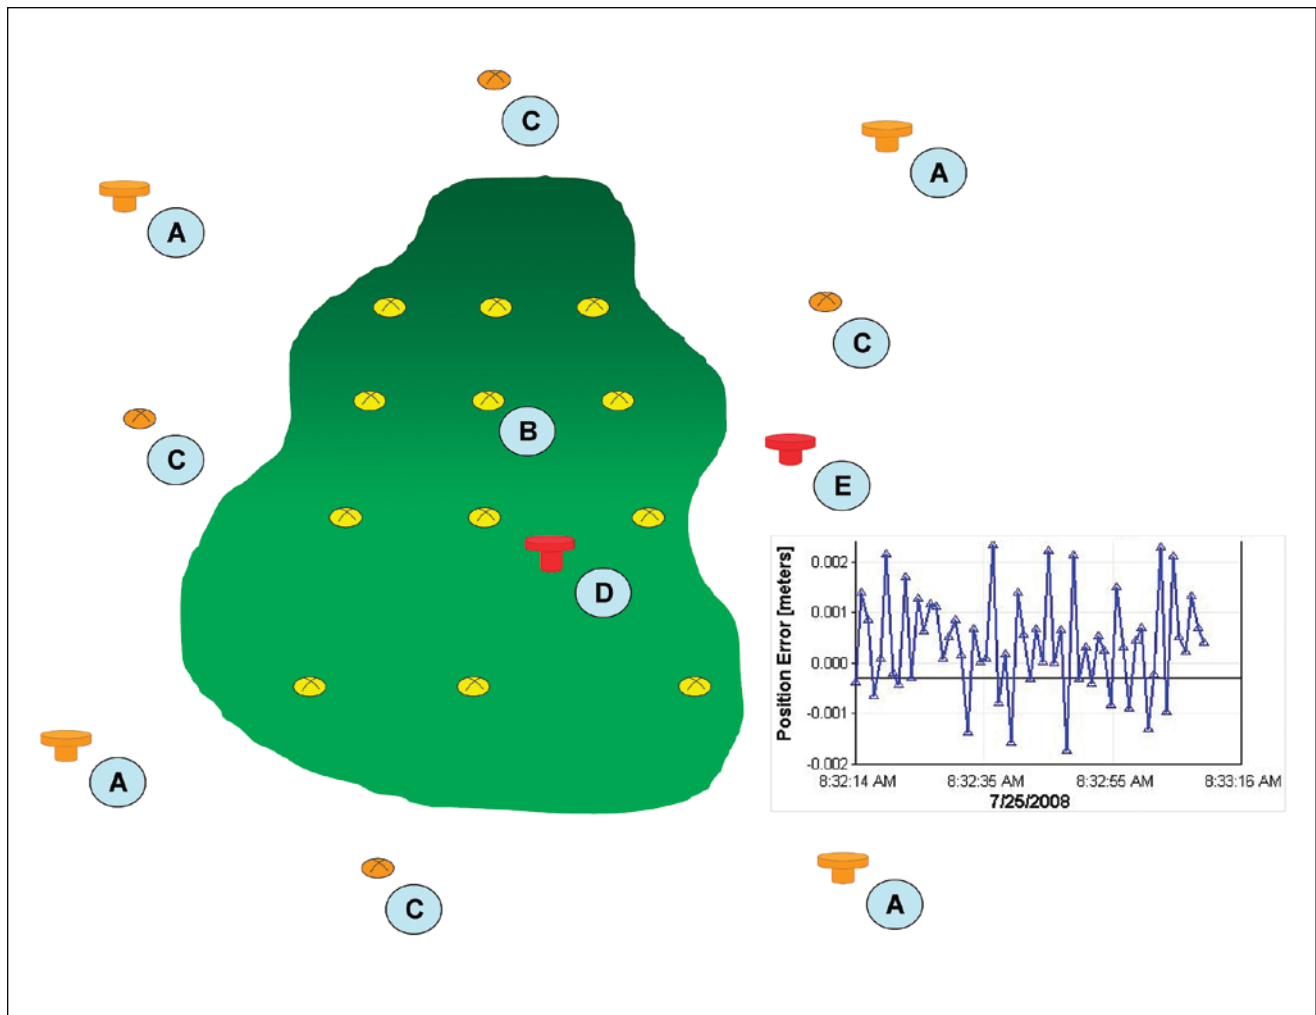 C
A
A
C
C
B
E
D
A
C
A
Position Error [meters]
0.002
0.001
0.000
-0.001
-0.002
8:32:14 AM 8:32:35 AM 8:32:55 AM 8:33:16 AM
7/25/2008